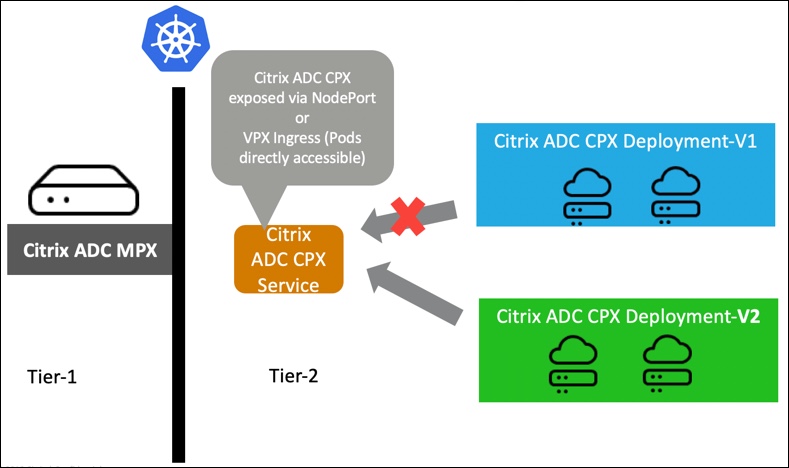 Citrix ADC CPX
exposed via NodePort
or
VPX Ingress (Pods
directly accessible)
Citrix ADC CPX Deployment-V1
Citrix ADC MPX
Citrix
ADC CPX
Service
Citrix ADC CPX Deployment-V2
Tier-1
Tier-2